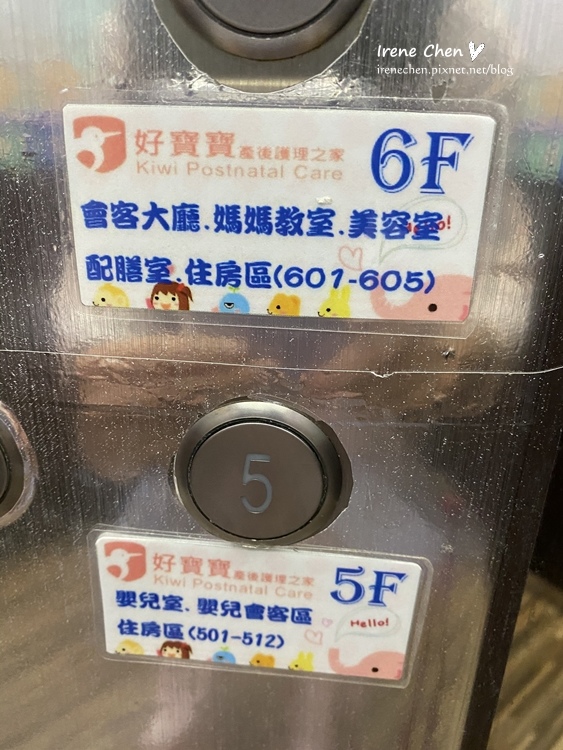 Irene Chen
irenechen.pixnet.net/blog
好寶寶產後護理之家 6F
Kiwi Postnatal Care
會客大廳.媽媽教室.美容室
Hello!
配膳室.住房區(601-605)
5
好寶寶產後護理之家 5F
Kiwi Postnatal Care
嬰兒室.嬰兒會客區
Hello!
住房區(501-512)